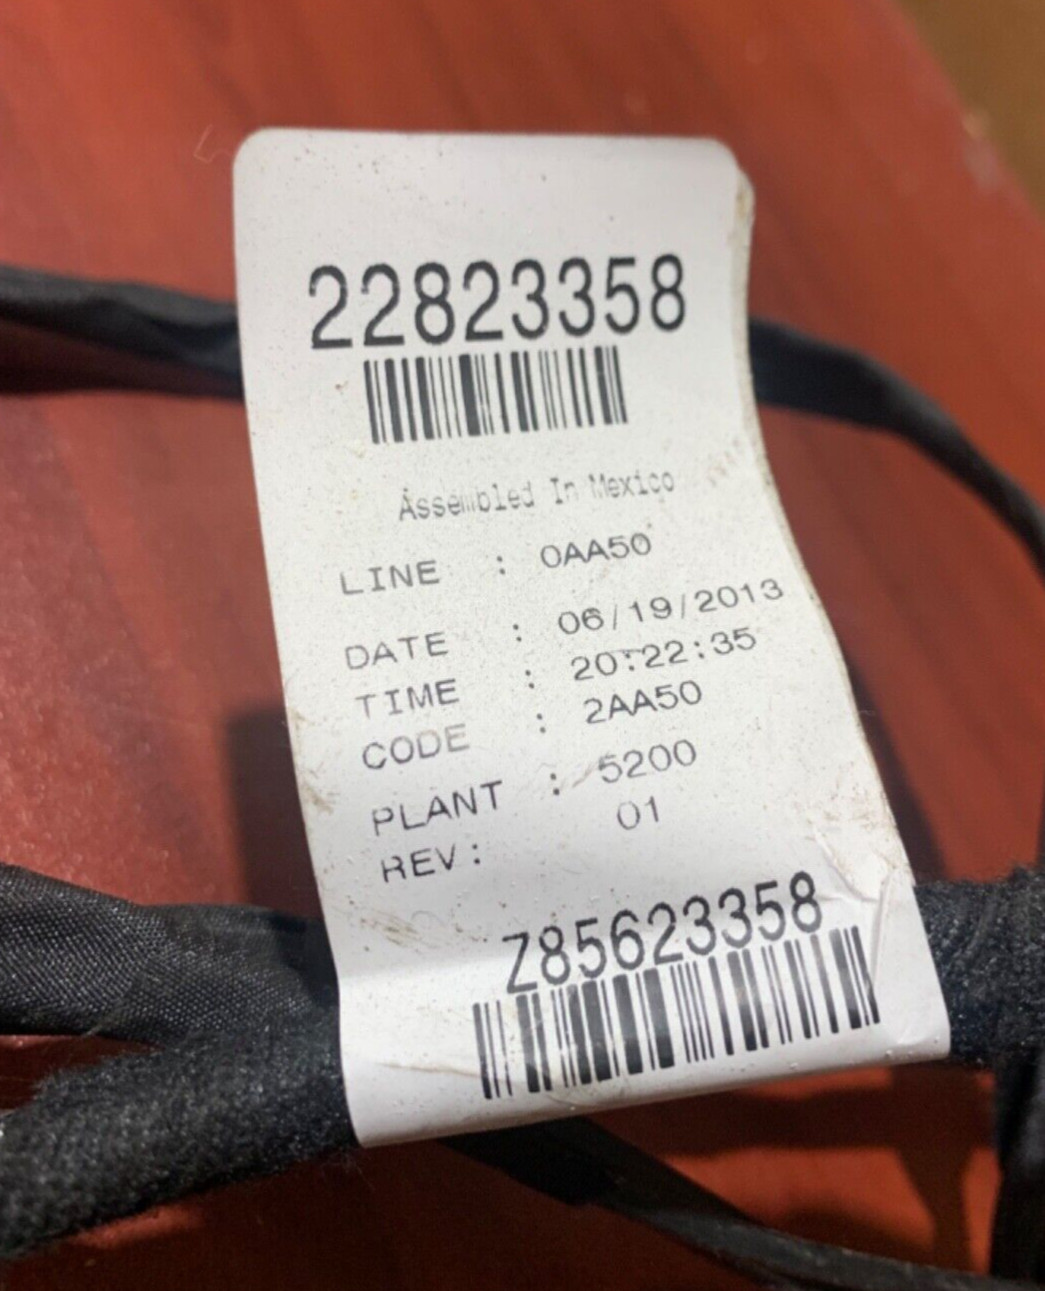 22823358
Assembled In Mexico
LINE : 0AA50
DATE : 06/19/2013
TIME : 20:22:35
CODE : 2AA50
PLANT : 5200
REV: 01
Z85623358